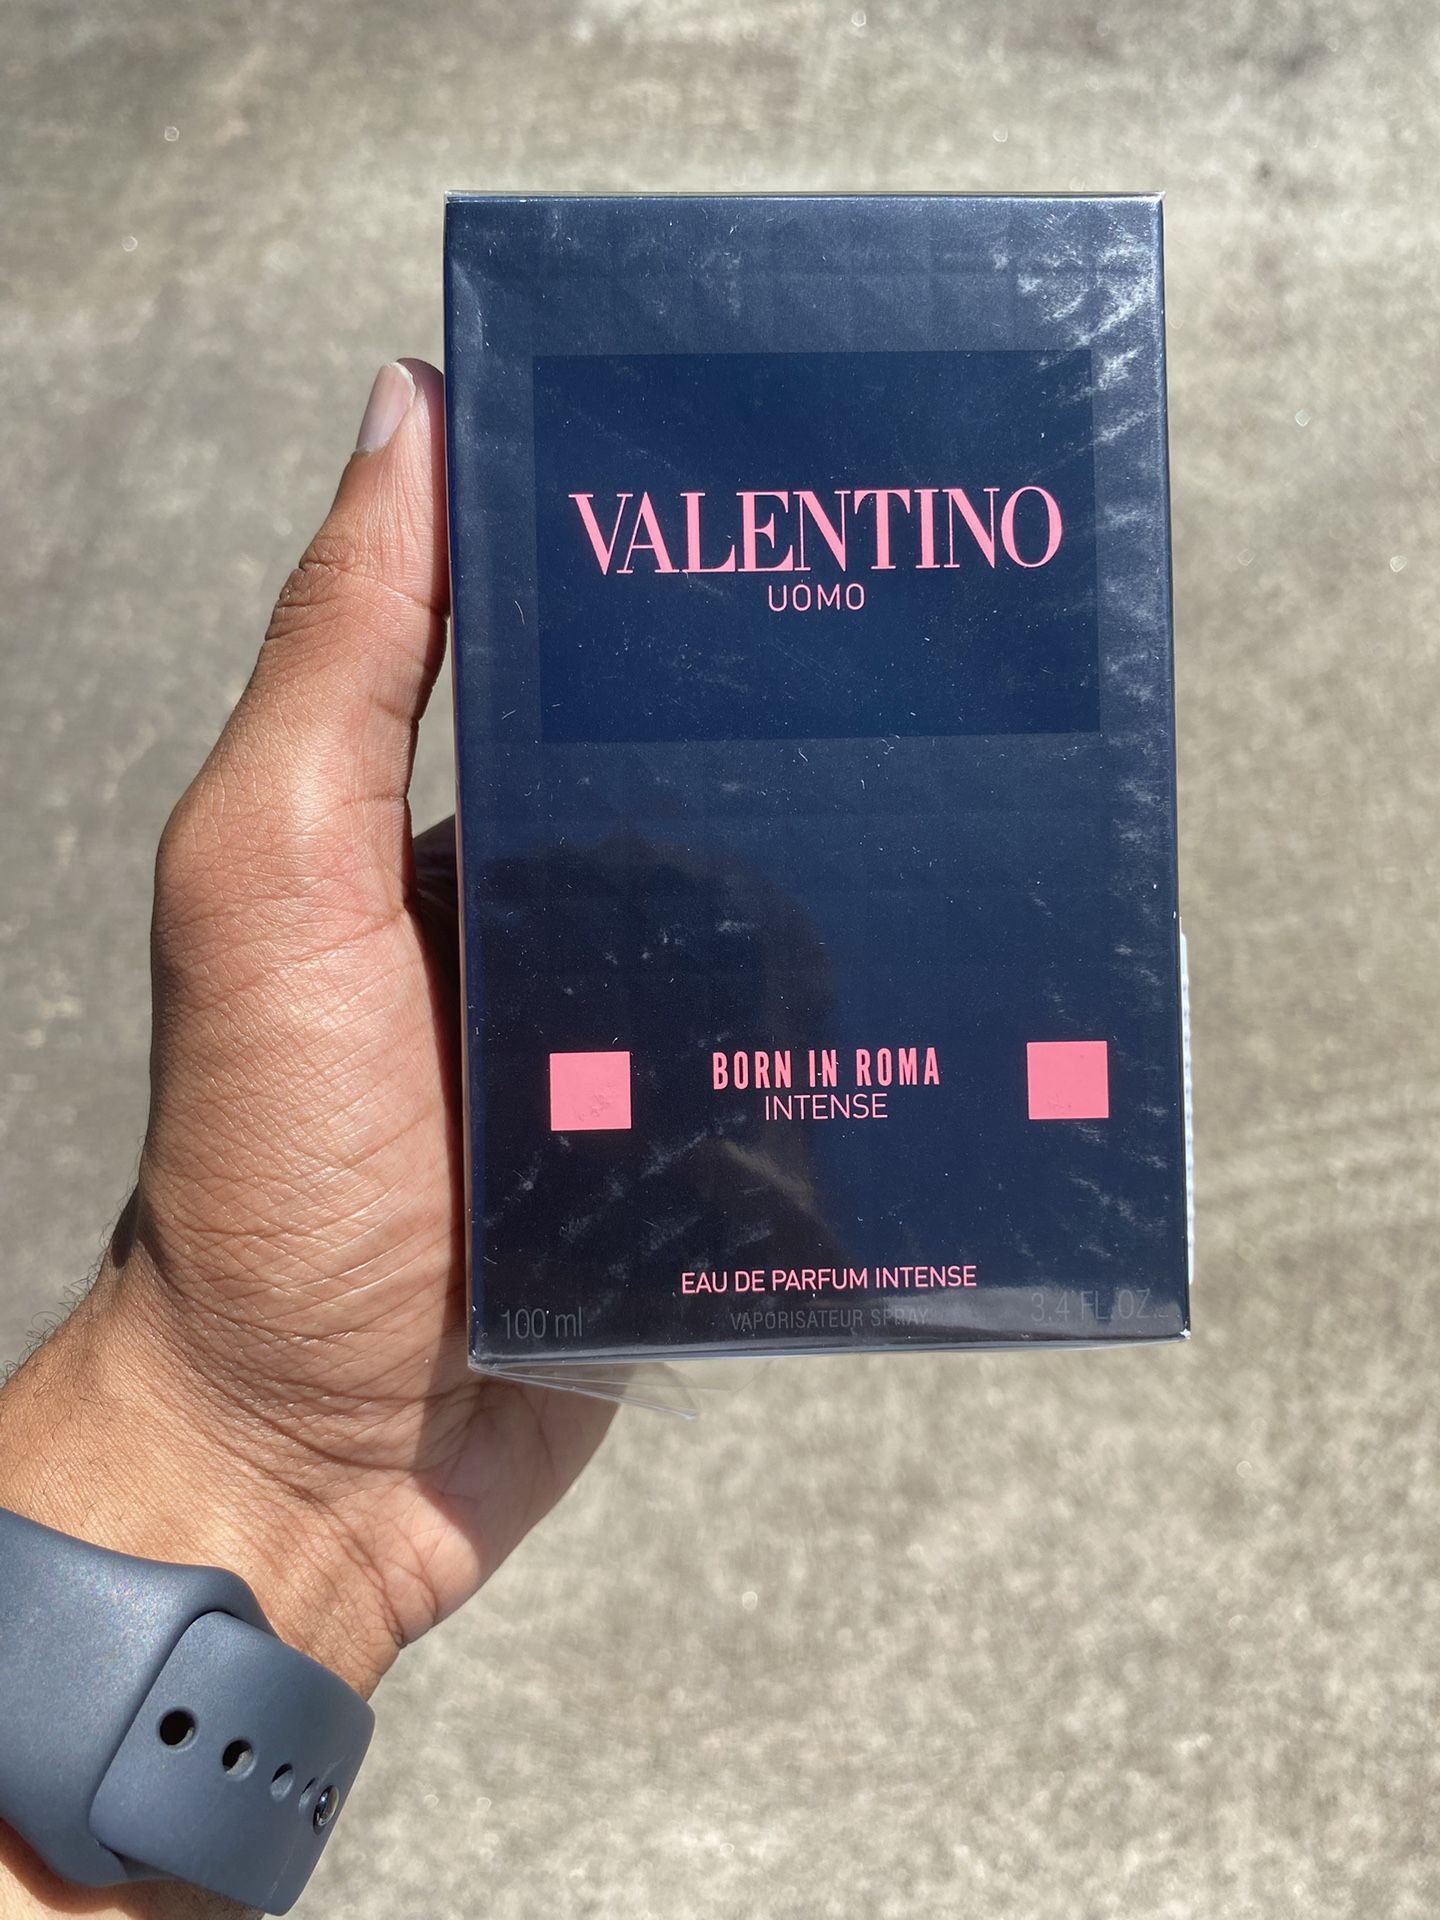 VALENTINO
UOMO
BORN IN ROMA
INTENSE
EAU DE PARFUM INTENSE
100 ml VAPORISATEUR SPRAY 3.4 FL.OZ.